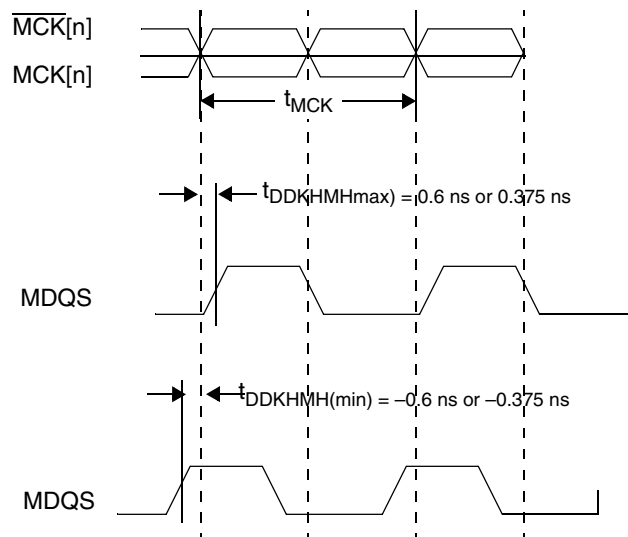 MCK[n]
MCK[n]
tMCK
tDDKHMHmax) = 0.6 ns or 0.375 ns
MDQS
tDDKHMH(min) = –0.6 ns or –0.375 ns
MDQS